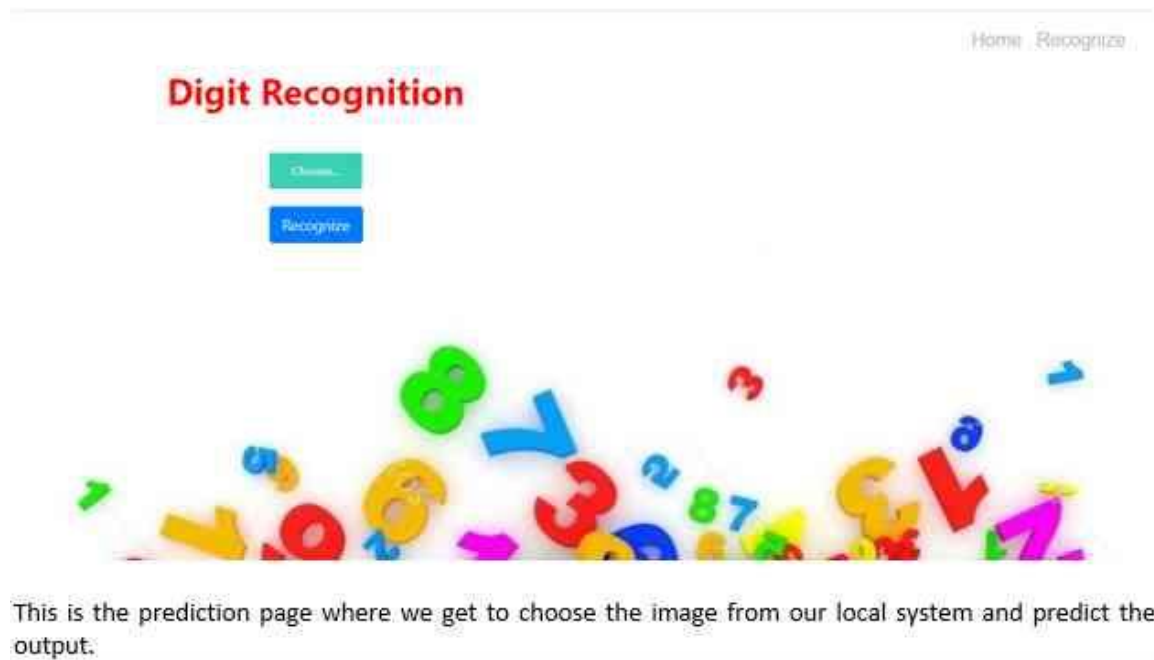 Home Recognize
Digit Recognition
Choose...
Recognize
This is the prediction page where we get to choose the image from our local system and predict the
output.